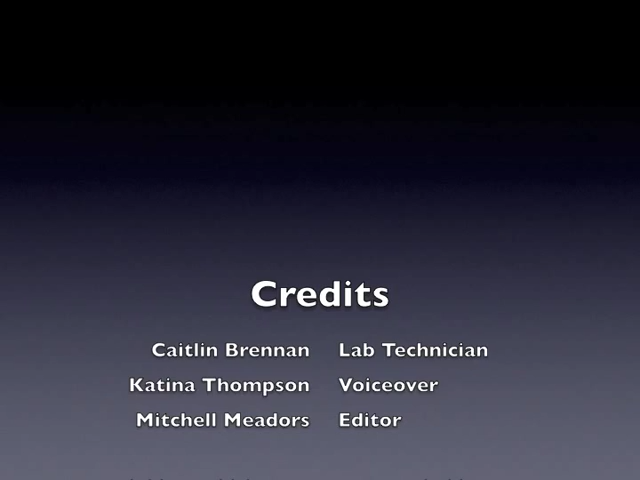 Credits
Caitlin Brennan Lab Technician
Katina Thompson Voiceover
Mitchell Meadors Editor